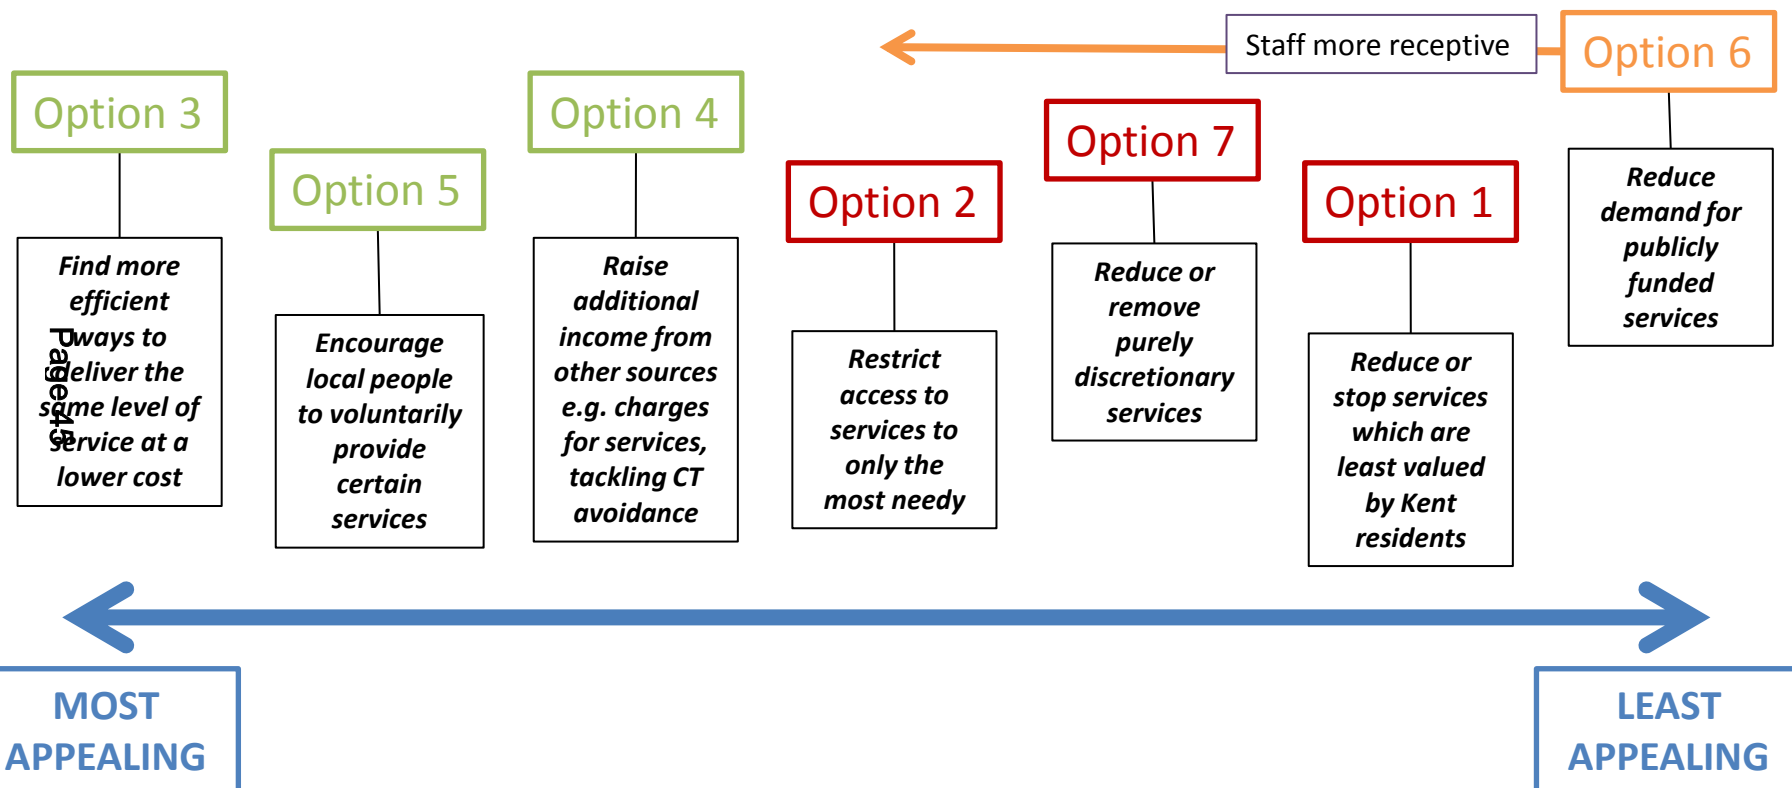 Staff more receptive
Option 6
Option 3
Option 4
Option 7
Option 5
Option 2
Option 1
Find more
efficient
ways to
deliver the
same level of
service at a
lower cost
Page 45
Encourage
local people
to voluntarily
provide
certain
services
Raise
additional
income from
other sources
e.g. charges
for services,
tackling CT
avoidance
Restrict
access to
services to
only the
most needy
Reduce or
remove
purely
discretionary
services
Reduce or
stop services
which are
least valued
by Kent
residents
Reduce
demand for
publicly
funded
services
MOST
APPEALING
LEAST
APPEALING